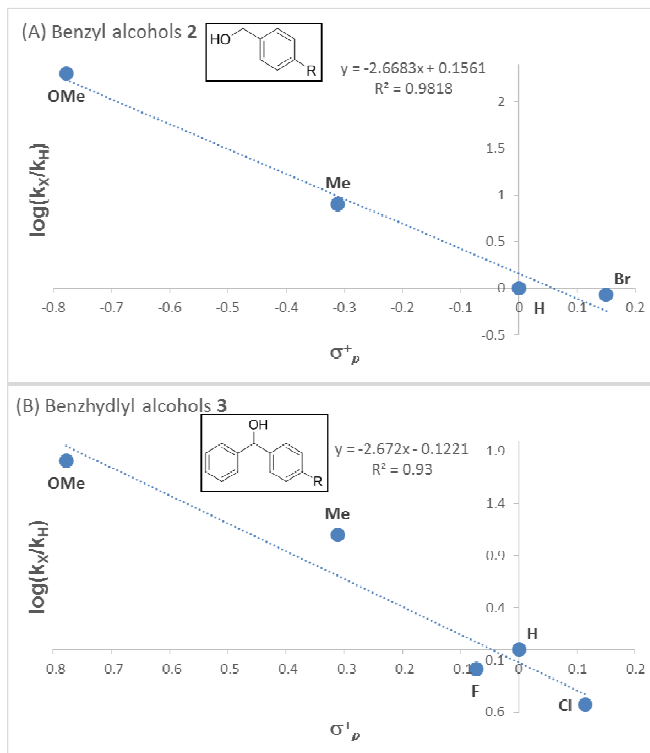 (A) Benzyl alcohols 2
HO
R
y = -2.6683x + 0.1561
R² = 0.9818
OMe
Me
H
Br
log(kX/kH)
2
1.5
1
0.5
0
-0.5
-0.8 -0.7 -0.6 -0.5 -0.4 -0.3 -0.2 -0.1 0 0.1 0.2
σ⁺p
(B) Benzhydlyl alcohols 3
OH
R
y = -2.672x - 0.1221
R² = 0.93
OMe
Me
H
F
Cl
log(kX/kH)
1.9
1.4
0.9
0.4
0.1
0.6
0.8 0.7 0.6 0.5 0.4 0.3 0.2 0.1 0 0.1 0.2
σ⁺p